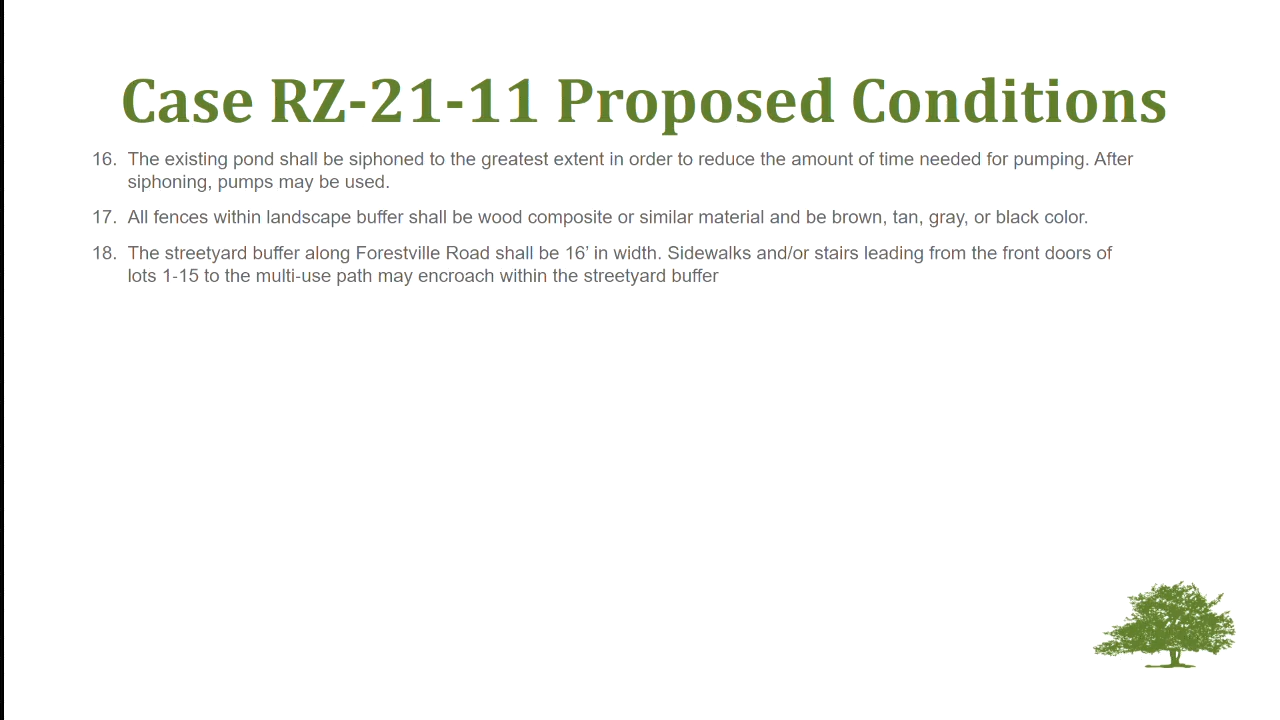 Case RZ-21-11 Proposed Conditions
16. The existing pond shall be siphoned to the greatest extent in order to reduce the amount of time needed for pumping. After
siphoning, pumps may be used.
17. All fences within landscape buffer shall be wood composite or similar material and be brown, tan, gray, or black color.
18. The streetyard buffer along Forestville Road shall be 16’ in width. Sidewalks and/or stairs leading from the front doors of
lots 1-15 to the multi-use path may encroach within the streetyard buffer